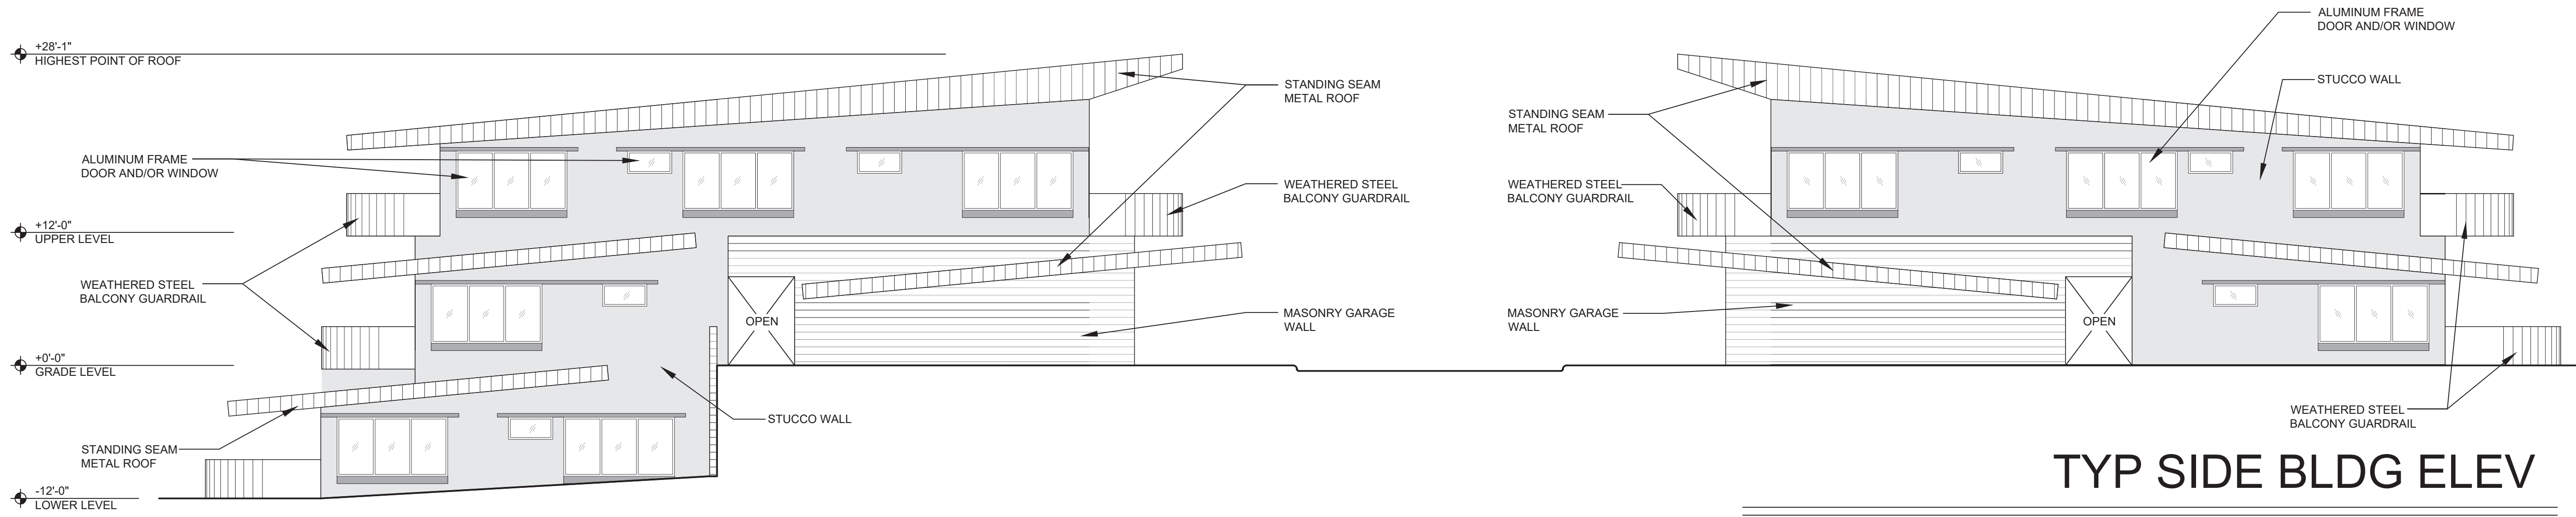 +28'-1"
HIGHEST POINT OF ROOF
ALUMINUM FRAME
DOOR AND/OR WINDOW
+12'-0"
UPPER LEVEL
WEATHERED STEEL
BALCONY GUARDRAIL
+0'-0"
GRADE LEVEL
STANDING SEAM
METAL ROOF
-12'-0"
LOWER LEVEL
OPEN
STUCCO WALL
STANDING SEAM
METAL ROOF
WEATHERED STEEL
BALCONY GUARDRAIL
MASONRY GARAGE
WALL
STANDING SEAM
METAL ROOF
WEATHERED STEEL
BALCONY GUARDRAIL
MASONRY GARAGE
WALL
OPEN
ALUMINUM FRAME
DOOR AND/OR WINDOW
STUCCO WALL
WEATHERED STEEL
BALCONY GUARDRAIL
TYP SIDE BLDG ELEV